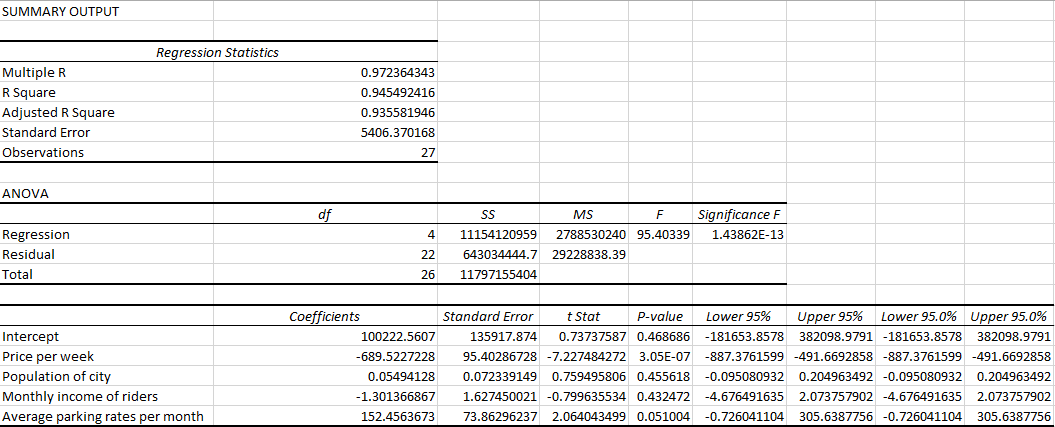 SUMMARY OUTPUT
Regression Statistics
Multiple R 0.972364343
R Square 0.945492416
Adjusted R Square 0.935581946
Standard Error 5406.370168
Observations 27
ANOVA
df SS MS F Significance F
Regression 4 11154120959 2788530240 95.40339 1.43862E-13
Residual 22 643034444.7 29228838.39
Total 26 11797155404
Coefficients Standard Error t Stat P-value Lower 95% Upper 95% Lower 95.0% Upper 95.0%
Intercept 100222.5607 135917.874 0.73737587 0.468686 -181653.8578 382098.9791 -181653.8578 382098.9791
Price per week -689.5227228 95.40286728 -7.227484272 3.05E-07 -887.3761599 -491.6692858 -887.3761599 -491.6692858
Population of city 0.05494128 0.072339149 0.759495806 0.455618 -0.095080932 0.204963492 -0.095080932 0.204963492
Monthly income of riders -1.301366867 1.627450021 -0.799635534 0.432472 -4.676491635 2.073757902 -4.676491635 2.073757902
Average parking rates per month 152.4563673 73.86296237 2.064043499 0.051004 -0.726041104 305.6387756 -0.726041104 305.6387756